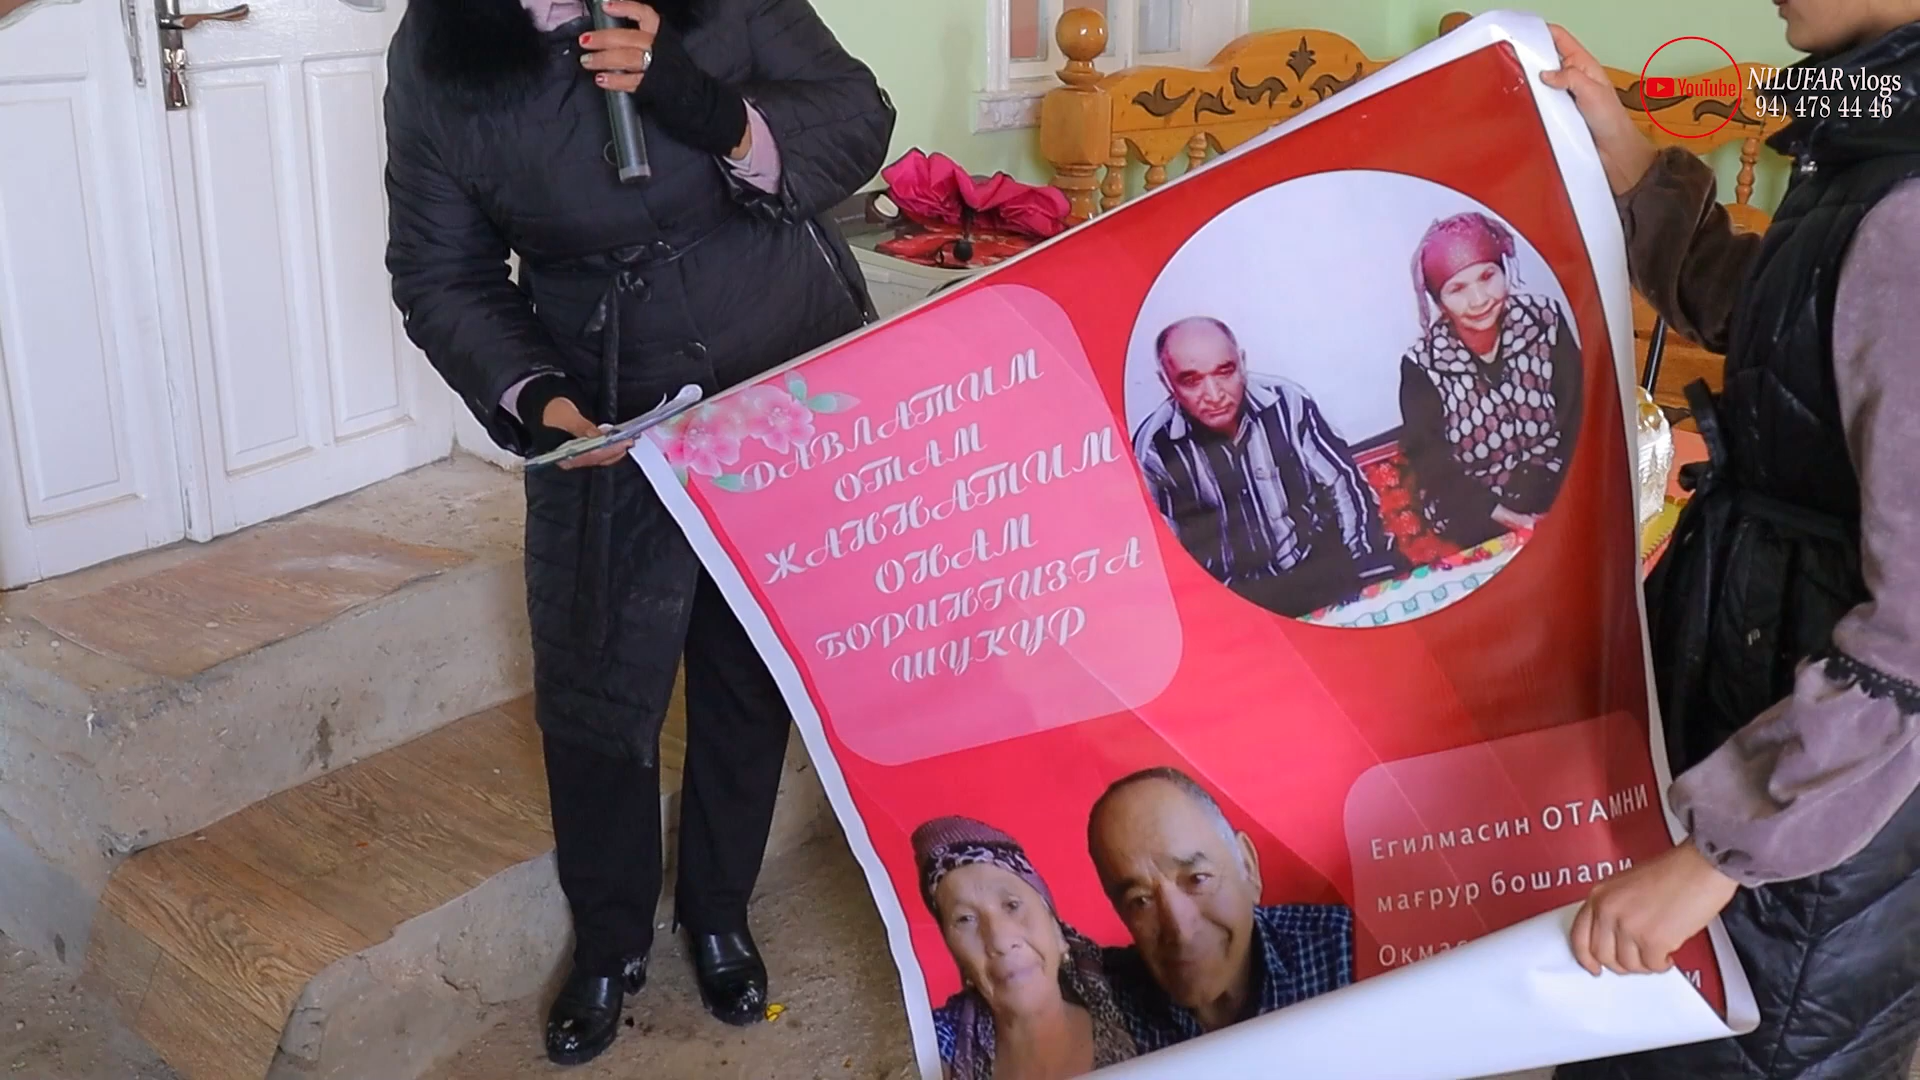 YouTube
NILUFAR vlogs
94) 478 44 46
ДАВЛАТИМ
ОТАМ
ЖАННАТИМ
ОНАМ
БОРИНГИЗГА
ШУКУР
Егилмасин ОТАМНИ
мағрур бошлари